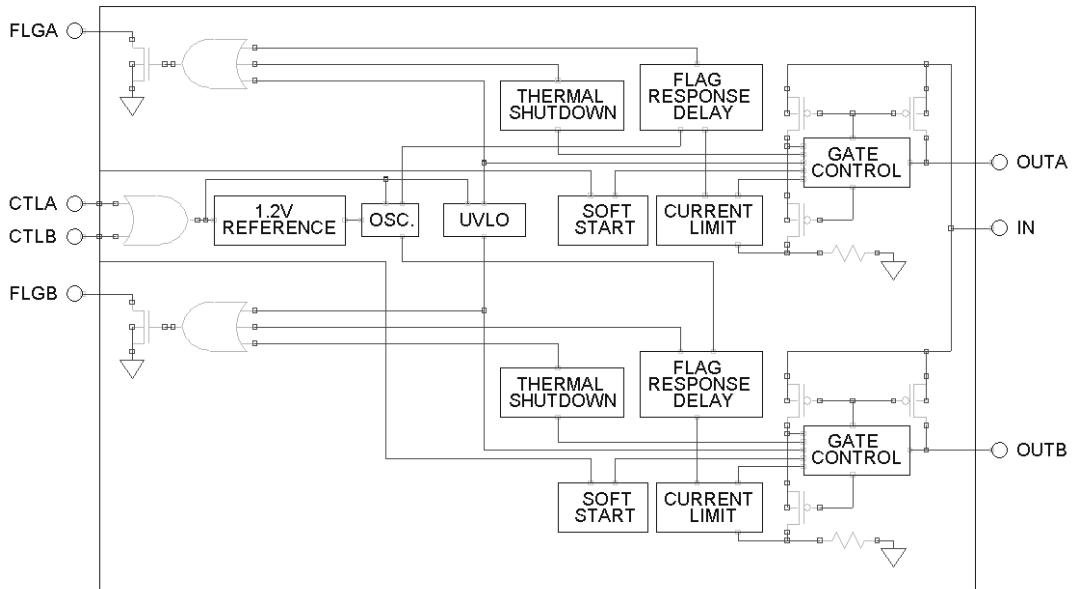 FLGA
THERMAL
SHUTDOWN
FLAG
RESPONSE
DELAY
GATE
CONTROL
OUTA
CTLA
CTLB
1.2V
REFERENCE
OSC.
UVLO
SOFT
START
CURRENT
LIMIT
IN
FLGB
THERMAL
SHUTDOWN
FLAG
RESPONSE
DELAY
GATE
CONTROL
OUTB
SOFT
START
CURRENT
LIMIT